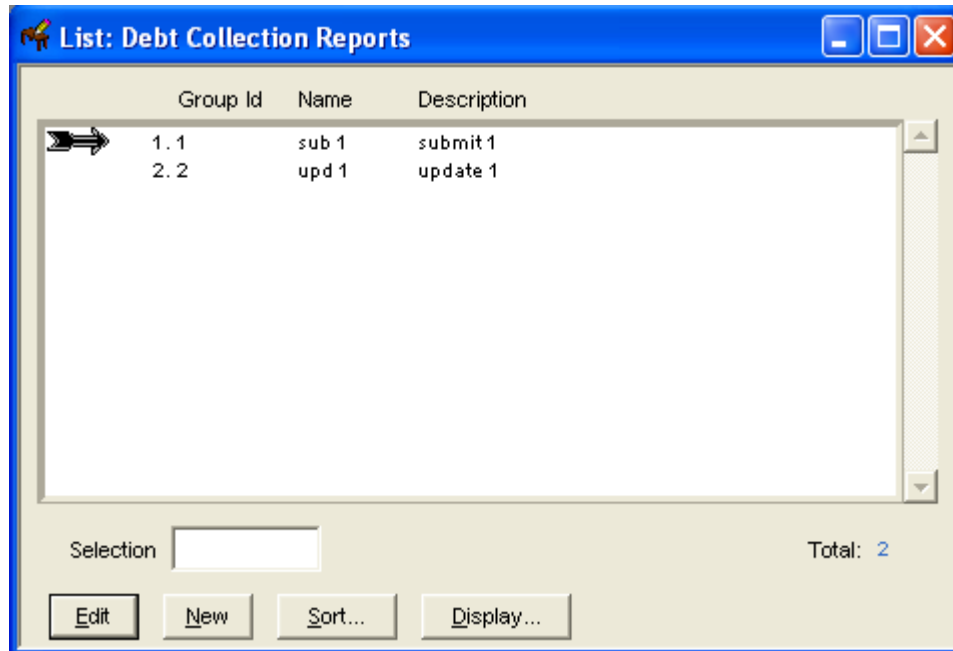 List: Debt Collection Reports
Group Id Name Description
1. 1 sub 1 submit 1
2. 2 upd 1 update 1
Selection Total: 2
Edit New Sort... Display...